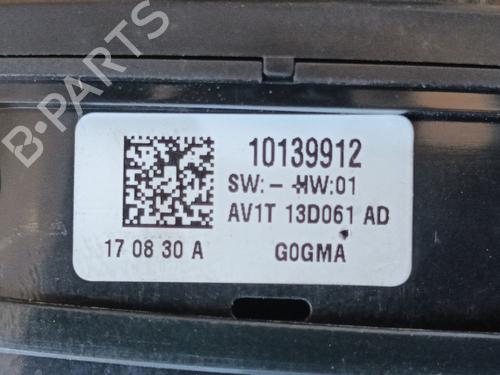 B-PARTS
10139912
SW:- HW:01
AV1T 13D061 AD
17 08 30 A
G0GMA